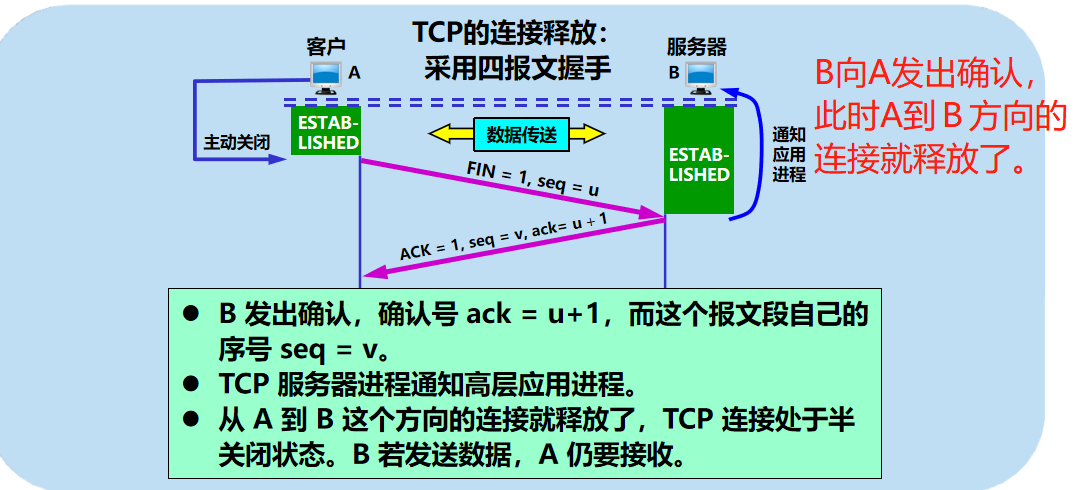 TCP的连接释放：
采用四报文握手
客户
A
服务器
B
B向A发出确认，
此时A到 B 方向的
连接就释放了。
主动关闭
ESTAB-
LISHED
数据传送
ESTAB-
LISHED
通知
应用
进程
FIN = 1, seq = u
ACK = 1, seq = v, ack= u + 1
● B 发出确认，确认号 ack = u+1，而这个报文段自己的
序号 seq = v。
● TCP 服务器进程通知高层应用进程。
● 从 A 到 B 这个方向的连接就释放了，TCP 连接处于半
关闭状态。B 若发送数据，A 仍要接收。